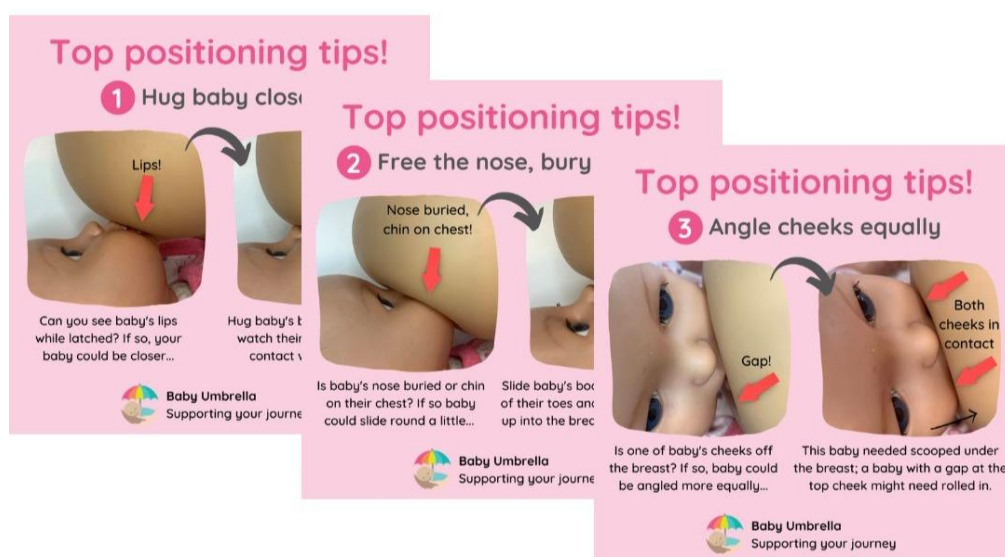 Top positioning tips!
1 Hug baby clos
Lips!
Can you see baby's lips
while latched? If so, your
baby could be closer...
Hug baby's
watch their
contact
Baby Umbrella
Supporting your journe
Top positioning tips!
2 Free the nose, bury
Nose buried,
chin on chest!
Is baby's nose buried or chin
on their chest? If so baby
could slide round a little...
Slide baby's
of their toes
up into the
Baby Umbrella
Supporting your journe
Top positioning tips!
3 Angle cheeks equally
Gap!
Both
cheeks in
contact
Is one of baby's cheeks off
the breast? If so, baby could
be angled more equally...
This baby needed scooped under
the breast; a baby with a gap at the
top cheek might need rolled in.
Baby Umbrella
Supporting your journey